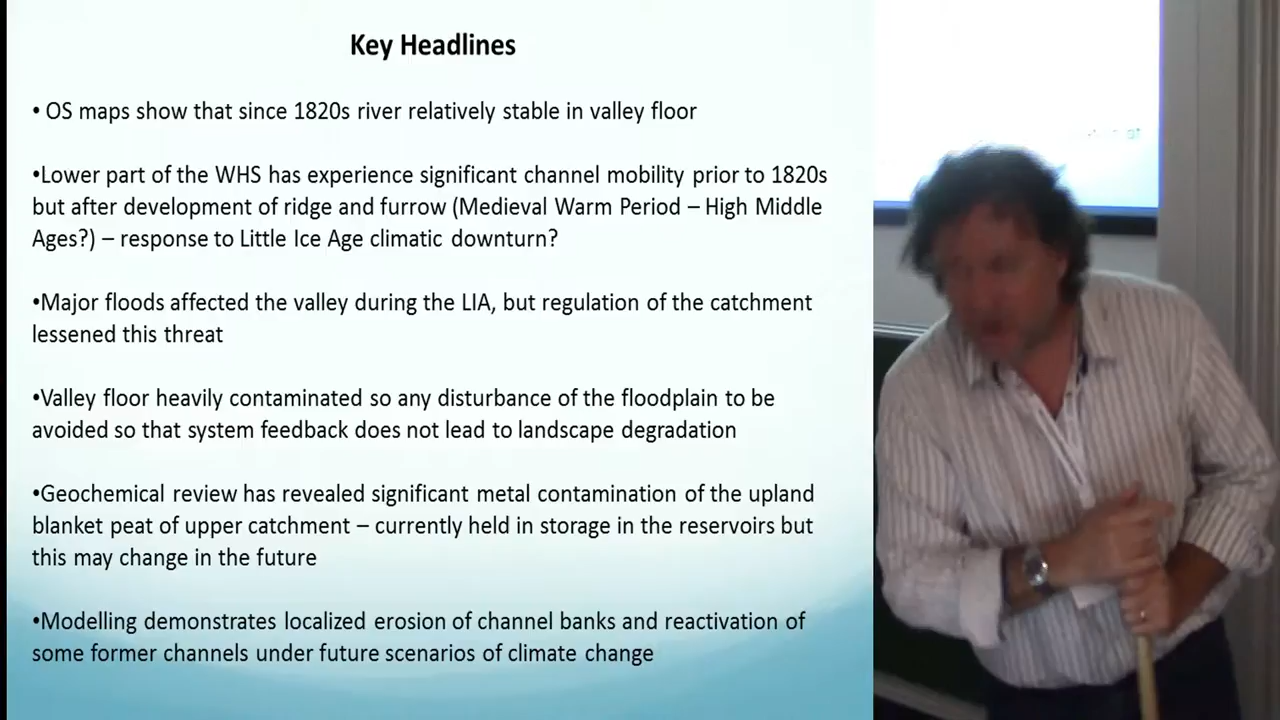 Key Headlines
• OS maps show that since 1820s river relatively stable in valley floor
•Lower part of the WHS has experience significant channel mobility prior to 1820s
but after development of ridge and furrow (Medieval Warm Period – High Middle
Ages?) – response to Little Ice Age climatic downturn?
•Major floods affected the valley during the LIA, but regulation of the catchment
lessened this threat
•Valley floor heavily contaminated so any disturbance of the floodplain to be
avoided so that system feedback does not lead to landscape degradation
•Geochemical review has revealed significant metal contamination of the upland
blanket peat of upper catchment – currently held in storage in the reservoirs but
this may change in the future
•Modelling demonstrates localized erosion of channel banks and reactivation of
some former channels under future scenarios of climate change